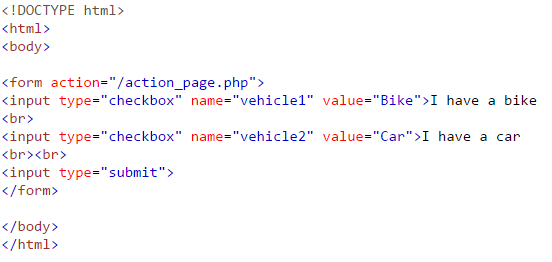 <!DOCTYPE html>
<html>
<body>
<form action="/action_page.php">
<input type="checkbox" name="vehicle1" value="Bike">I have a bike
<br>
<input type="checkbox" name="vehicle2" value="Car">I have a car
<br><br>
<input type="submit">
</form>
</body>
</html>